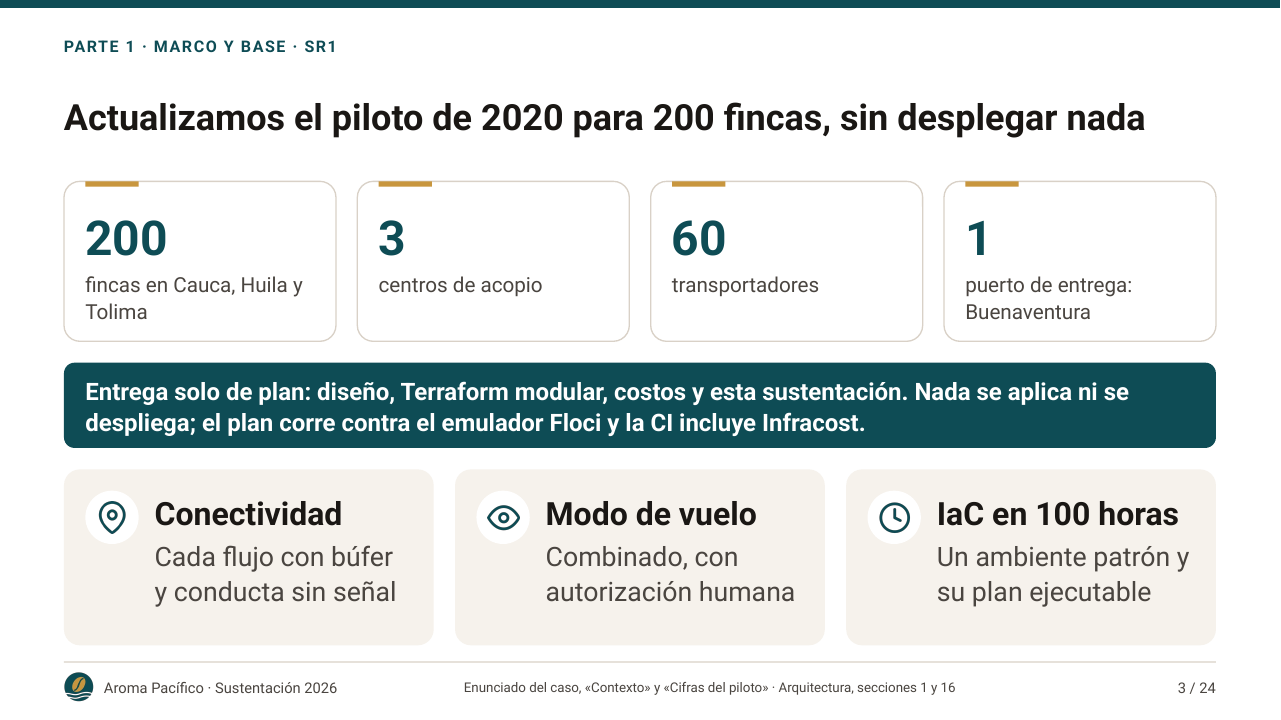 PARTE 1 · MARCO Y BASE · SR1
Actualizamos el piloto de 2020 para 200 fincas, sin desplegar nada
200
fincas en Cauca, Huila y
Tolima
3
centros de acopio
60
transportadores
1
puerto de entrega:
Buenaventura
Entrega solo de plan: diseño, Terraform modular, costos y esta sustentación. Nada se aplica ni se
despliega; el plan corre contra el emulador Floci y la CI incluye Infracost.
Conectividad
Cada flujo con búfer
y conducta sin señal
Modo de vuelo
Combinado, con
autorización humana
IaC en 100 horas
Un ambiente patrón y
su plan ejecutable
Aroma Pacífico · Sustentación 2026
Enunciado del caso, «Contexto» y «Cifras del piloto» · Arquitectura, secciones 1 y 16
3 / 24